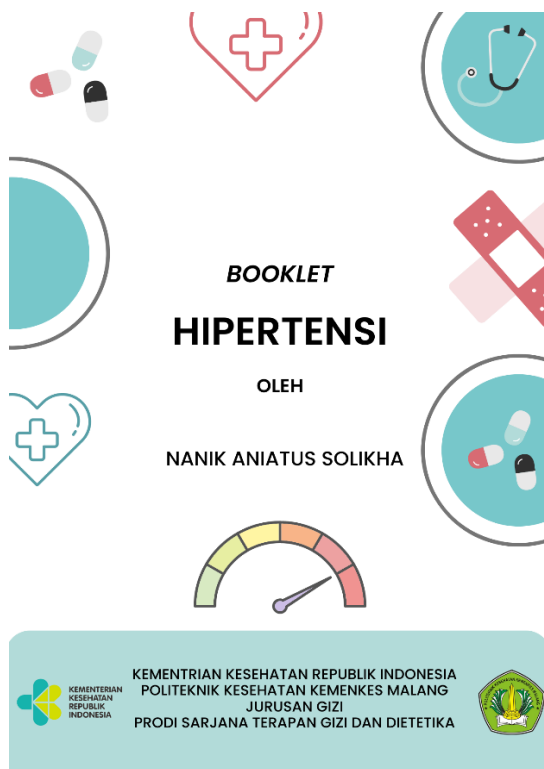 BOOKLET
HIPERTENSI
OLEH
NANIK ANIATUS SOLIKHA
KEMENTERIAN
KESEHATAN
REPUBLIK
INDONESIA
KEMENTRIAN KESEHATAN REPUBLIK INDONESIA
POLITEKNIK KESEHATAN KEMENKES MALANG
JURUSAN GIZI
PRODI SARJANA TERAPAN GIZI DAN DIETETIKA